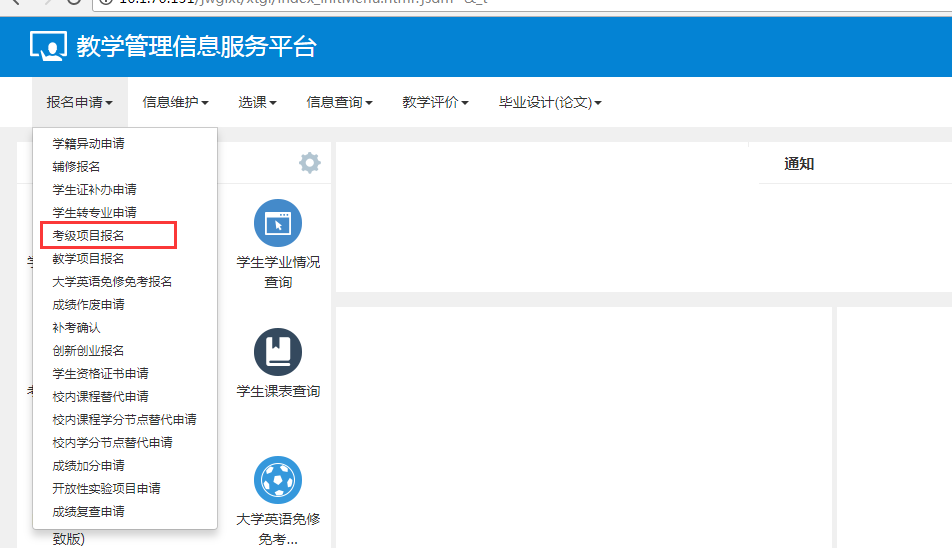 教学管理信息服务平台
报名申请 信息维护 选课 信息查询 教学评价 毕业设计(论文)
学籍异动申请
辅修报名
学生证补办申请
学生转专业申请
考级项目报名
教学项目报名
大学英语免修免考报名
成绩作废申请
补考确认
创新创业报名
学生资格证书申请
校内课程替代申请
校内课程学分节点替代申请
校内学分节点替代申请
成绩加分申请
开放性实验项目申请
成绩复查申请
致版)
学生学业情况
查询
学生课表查询
大学英语免修
免考...
通知